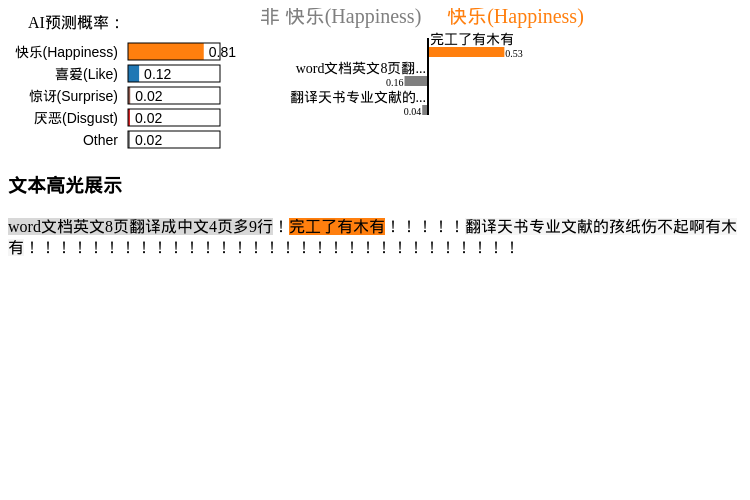 AI预测概率：
快乐(Happiness) 0.81
喜爱(Like) 0.12
惊讶(Surprise) 0.02
厌恶(Disgust) 0.02
Other 0.02
非 快乐(Happiness) 快乐(Happiness)
完工了有木有
0.53
word文档英文8页翻...
0.16
翻译天书专业文献的...
0.04
文本高光展示
word文档英文8页翻译成中文4页多9行！完工了有木有！！！！！翻译天书专业文献的孩纸伤不起啊有木
有！！！！！！！！！！！！！！！！！！！！！！！！！！！！！！！